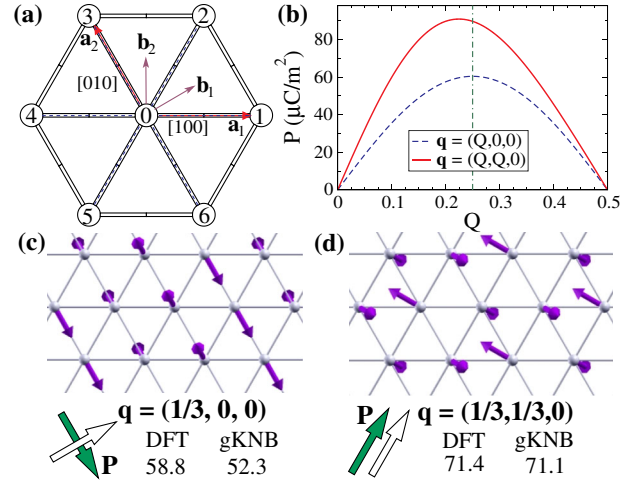 (a)
3
2
a₂
b₂
[010]
b₁
4
0
[100]
a₁
1
5
6
(b)
P (μC/m²)
80
60
40
20
0
q = (Q,0,0)
q = (Q,Q,0)
0 0.1 0.2 0.3 0.4 0.5
Q
(c)
(d)
q = (1/3, 0, 0)
P
DFT gKNB
58.8 52.3
P
q = (1/3,1/3,0)
DFT gKNB
71.4 71.1